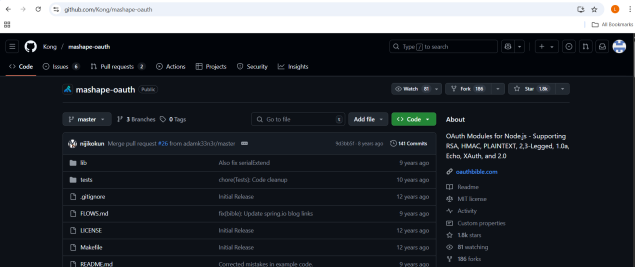 github.com/Kong/mashape-oauth
All Bookmarks
Kong / mashape-oauth
Type / to search
Code Issues 6 Pull requests 2 Actions Projects Security Insights
mashape-oauth Public
Watch 81 Fork 186 Star 1.8k
master 3 Branches 0 Tags Go to file t Add file Code
About
OAuth Modules for Node.js - Supporting
RSA, HMAC, PLAINTEXT, 2,3-Legged, 1.0a,
Echo, XAuth, and 2.0
oauthbible.com
Readme
MIT license
Activity
Custom properties
1.8k stars
81 watching
186 forks
nijikokun Merge pull request #26 from adamk33n3r/master 8 years ago 141 Commits
lib Also fix serialExtend 9 years ago
tests chore(Tests): Code cleanup 10 years ago
.gitignore Initial Release 12 years ago
FLOWS.md fix(bible): Update spring.io blog links 9 years ago
LICENSE Initial Release 12 years ago
Makefile Initial Release 12 years ago
README.md Corrected mistakes in example code. 9 years ago